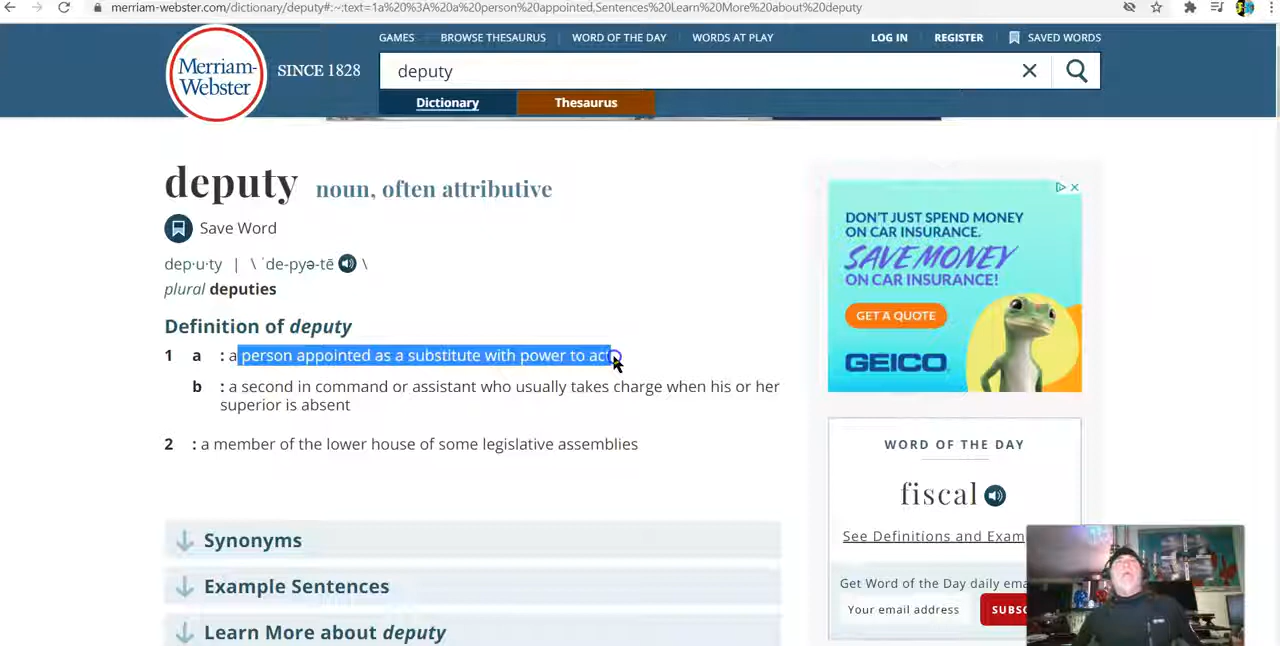 merriam-webster.com/dictionary/deputy#:~:text=1a%20%3A%20a%20person%20appointed,Sentences%20Learn%20More%20about%20deputy
GAMES BROWSE THESAURUS WORD OF THE DAY WORDS AT PLAY LOG IN REGISTER SAVED WORDS
Merriam-
Webster
SINCE 1828
deputy
Dictionary Thesaurus
deputy noun, often attributive
Save Word
dep·u·ty | \ ˈde-pyə-tē \
plural deputies
Definition of deputy
1 a : a person appointed as a substitute with power to act
b : a second in command or assistant who usually takes charge when his or her
superior is absent
2 : a member of the lower house of some legislative assemblies
Synonyms
Example Sentences
Learn More about deputy
DON'T JUST SPEND MONEY
ON CAR INSURANCE.
SAVE MONEY
ON CAR INSURANCE!
GET A QUOTE
GEICO
WORD OF THE DAY
fiscal
See Definitions and Exam
Get Word of the Day daily ema
Your email address SUBSC